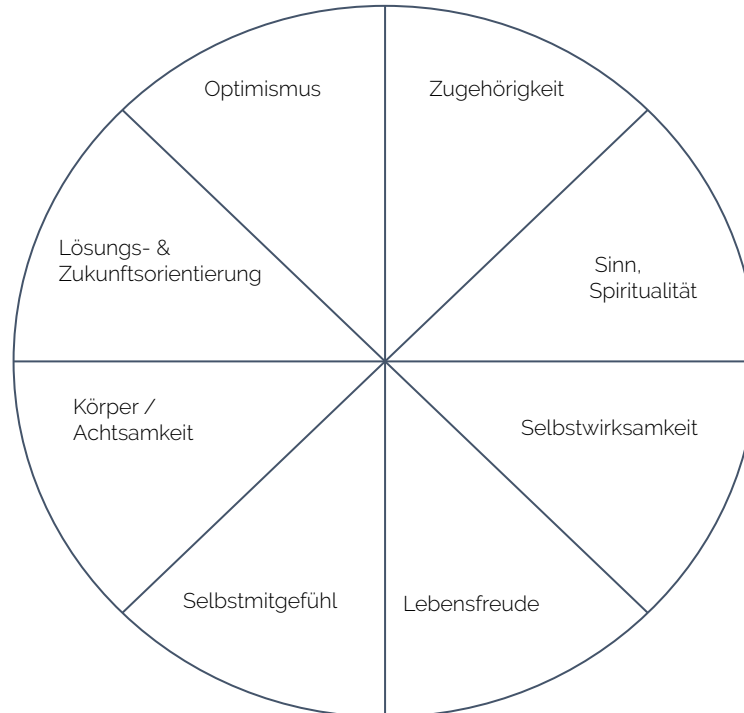 Optimismus
Zugehörigkeit
Lösungs- &
Zukunftsorientierung
Sinn,
Spiritualität
Körper /
Achtsamkeit
Selbstwirksamkeit
Selbstmitgefühl
Lebensfreude